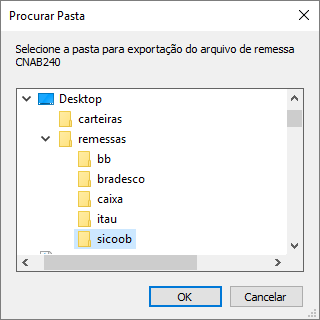 Procurar Pasta
Selecione a pasta para exportação do arquivo de remessa
CNAB240
Desktop
carteiras
remessas
bb
bradesco
caixa
itau
sicoob
OK
Cancelar